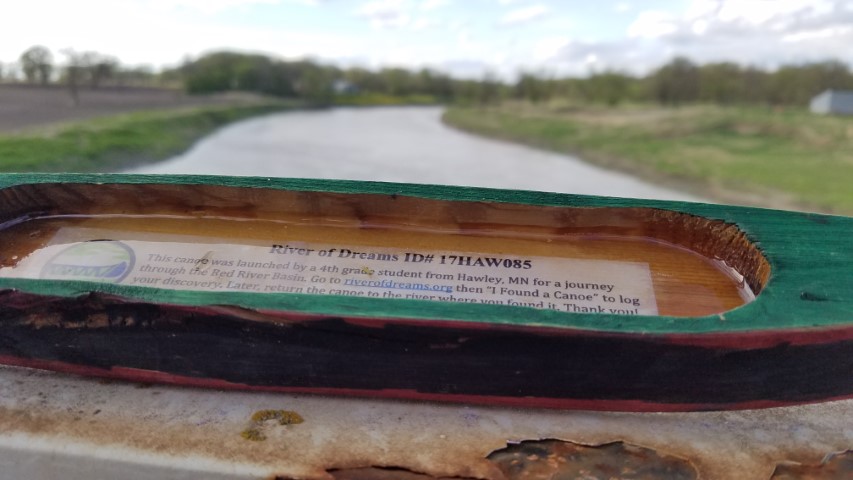 River of Dreams ID# 17HAW085
This canoe was launched by a 4th grade student from Hawley, MN for a journey
through the Red River Basin. Go to riverofdreams.org then "I Found a Canoe" to log
your discovery. Later, return the canoe to the river where you found it. Thank you!